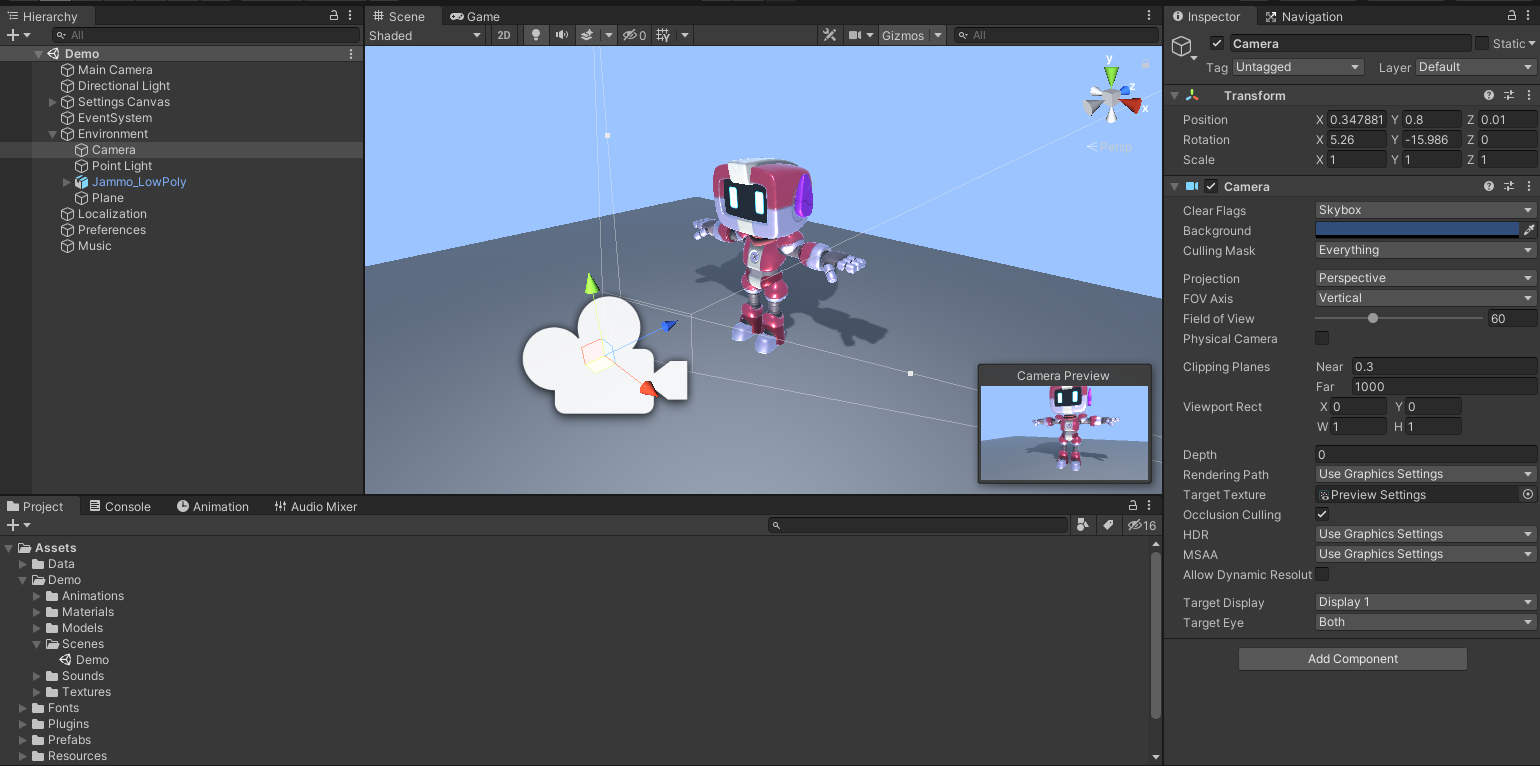 Hierarchy
All
Demo
Main Camera
Directional Light
Settings Canvas
EventSystem
Environment
Camera
Point Light
Jammo_LowPoly
Plane
Localization
Preferences
Music
Scene Game
Shaded 2D 0 Gizmos All
y
z
x
Persp
Camera Preview
Project Console Animation Audio Mixer
16
Assets
Data
Demo
Animations
Materials
Models
Scenes
Demo
Sounds
Textures
Fonts
Plugins
Prefabs
Resources
Inspector Navigation
Camera Static
Tag Untagged Layer Default
Transform
Position X 0.347881 Y 0.8 Z 0.01
Rotation X 5.26 Y -15.986 Z 0
Scale X 1 Y 1 Z 1
Camera
Clear Flags Skybox
Background
Culling Mask Everything
Projection Perspective
FOV Axis Vertical
Field of View 60
Physical Camera
Clipping Planes Near 0.3
Far 1000
Viewport Rect X 0 Y 0
W 1 H 1
Depth 0
Rendering Path Use Graphics Settings
Target Texture Preview Settings
Occlusion Culling
HDR Use Graphics Settings
MSAA Use Graphics Settings
Allow Dynamic Resolut
Target Display Display 1
Target Eye Both
Add Component